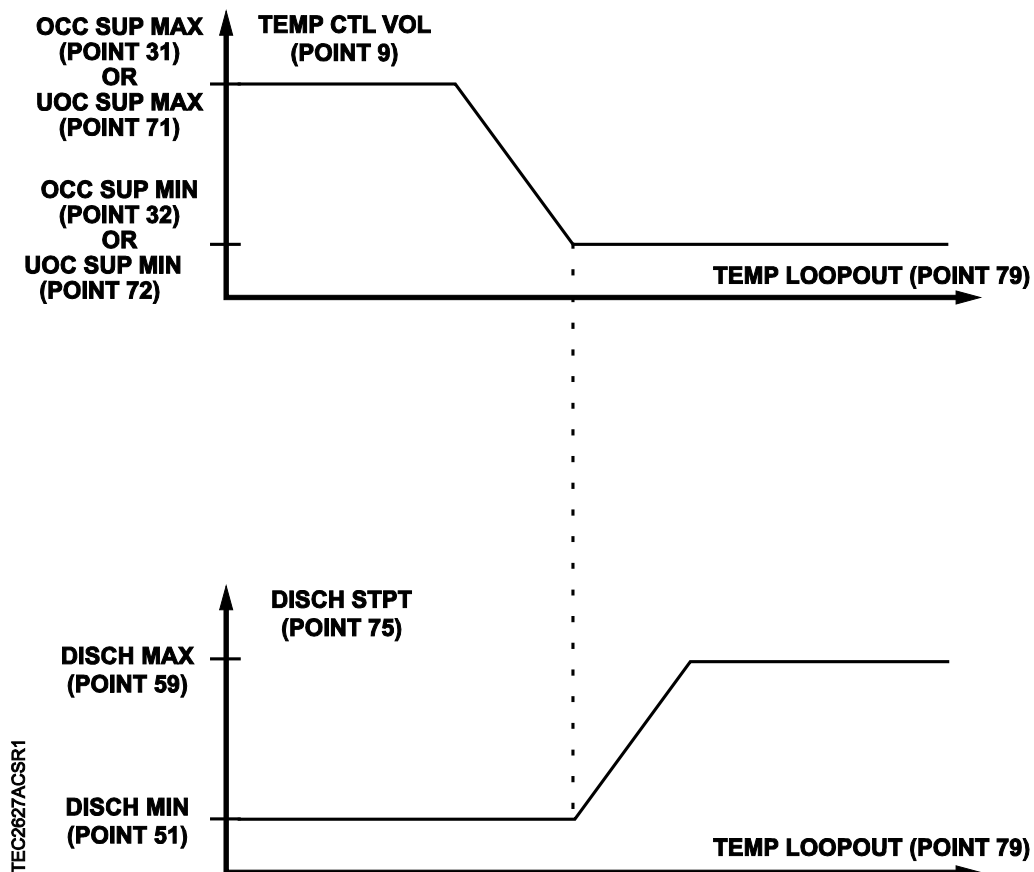 OCC SUP MAX
(POINT 31)
OR
UOC SUP MAX
(POINT 71)
TEMP CTL VOL
(POINT 9)
OCC SUP MIN
(POINT 32)
OR
UOC SUP MIN
(POINT 72)
TEMP LOOPOUT (POINT 79)
DISCH STPT
(POINT 75)
DISCH MAX
(POINT 59)
DISCH MIN
(POINT 51)
TEMP LOOPOUT (POINT 79)
TEC2627ACSR1